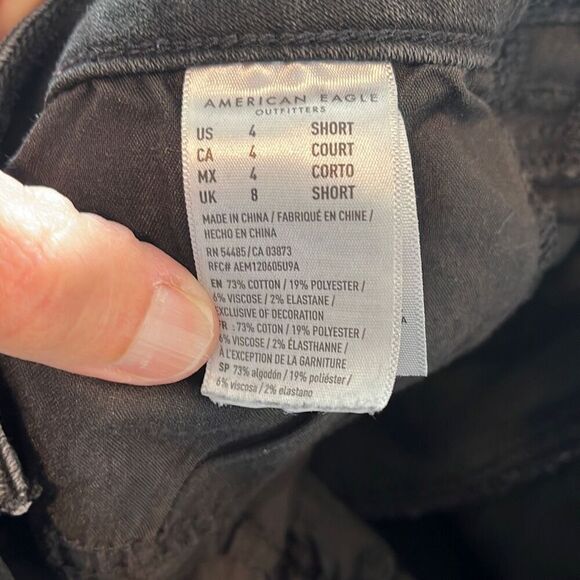 AMERICAN EAGLE
OUTFITTERS
US 4 SHORT
CA 4 COURT
MX 4 CORTO
UK 8 SHORT
MADE IN CHINA / FABRIQUÉ EN CHINE /
HECHO EN CHINA
RN 54485/CA 03873
RFC# AEM120605U9A
EN 73% COTTON / 19% POLYESTER /
6% VISCOSE / 2% ELASTANE /
EXCLUSIVE OF DECORATION
FR : 73% COTON / 19% POLYESTER /
6% VISCOSE / 2% ÉLASTHANNE /
À L'EXCEPTION DE LA GARNITURE
SP 73% algodón / 19% poliéster /
6% viscosa / 2% elastano
A